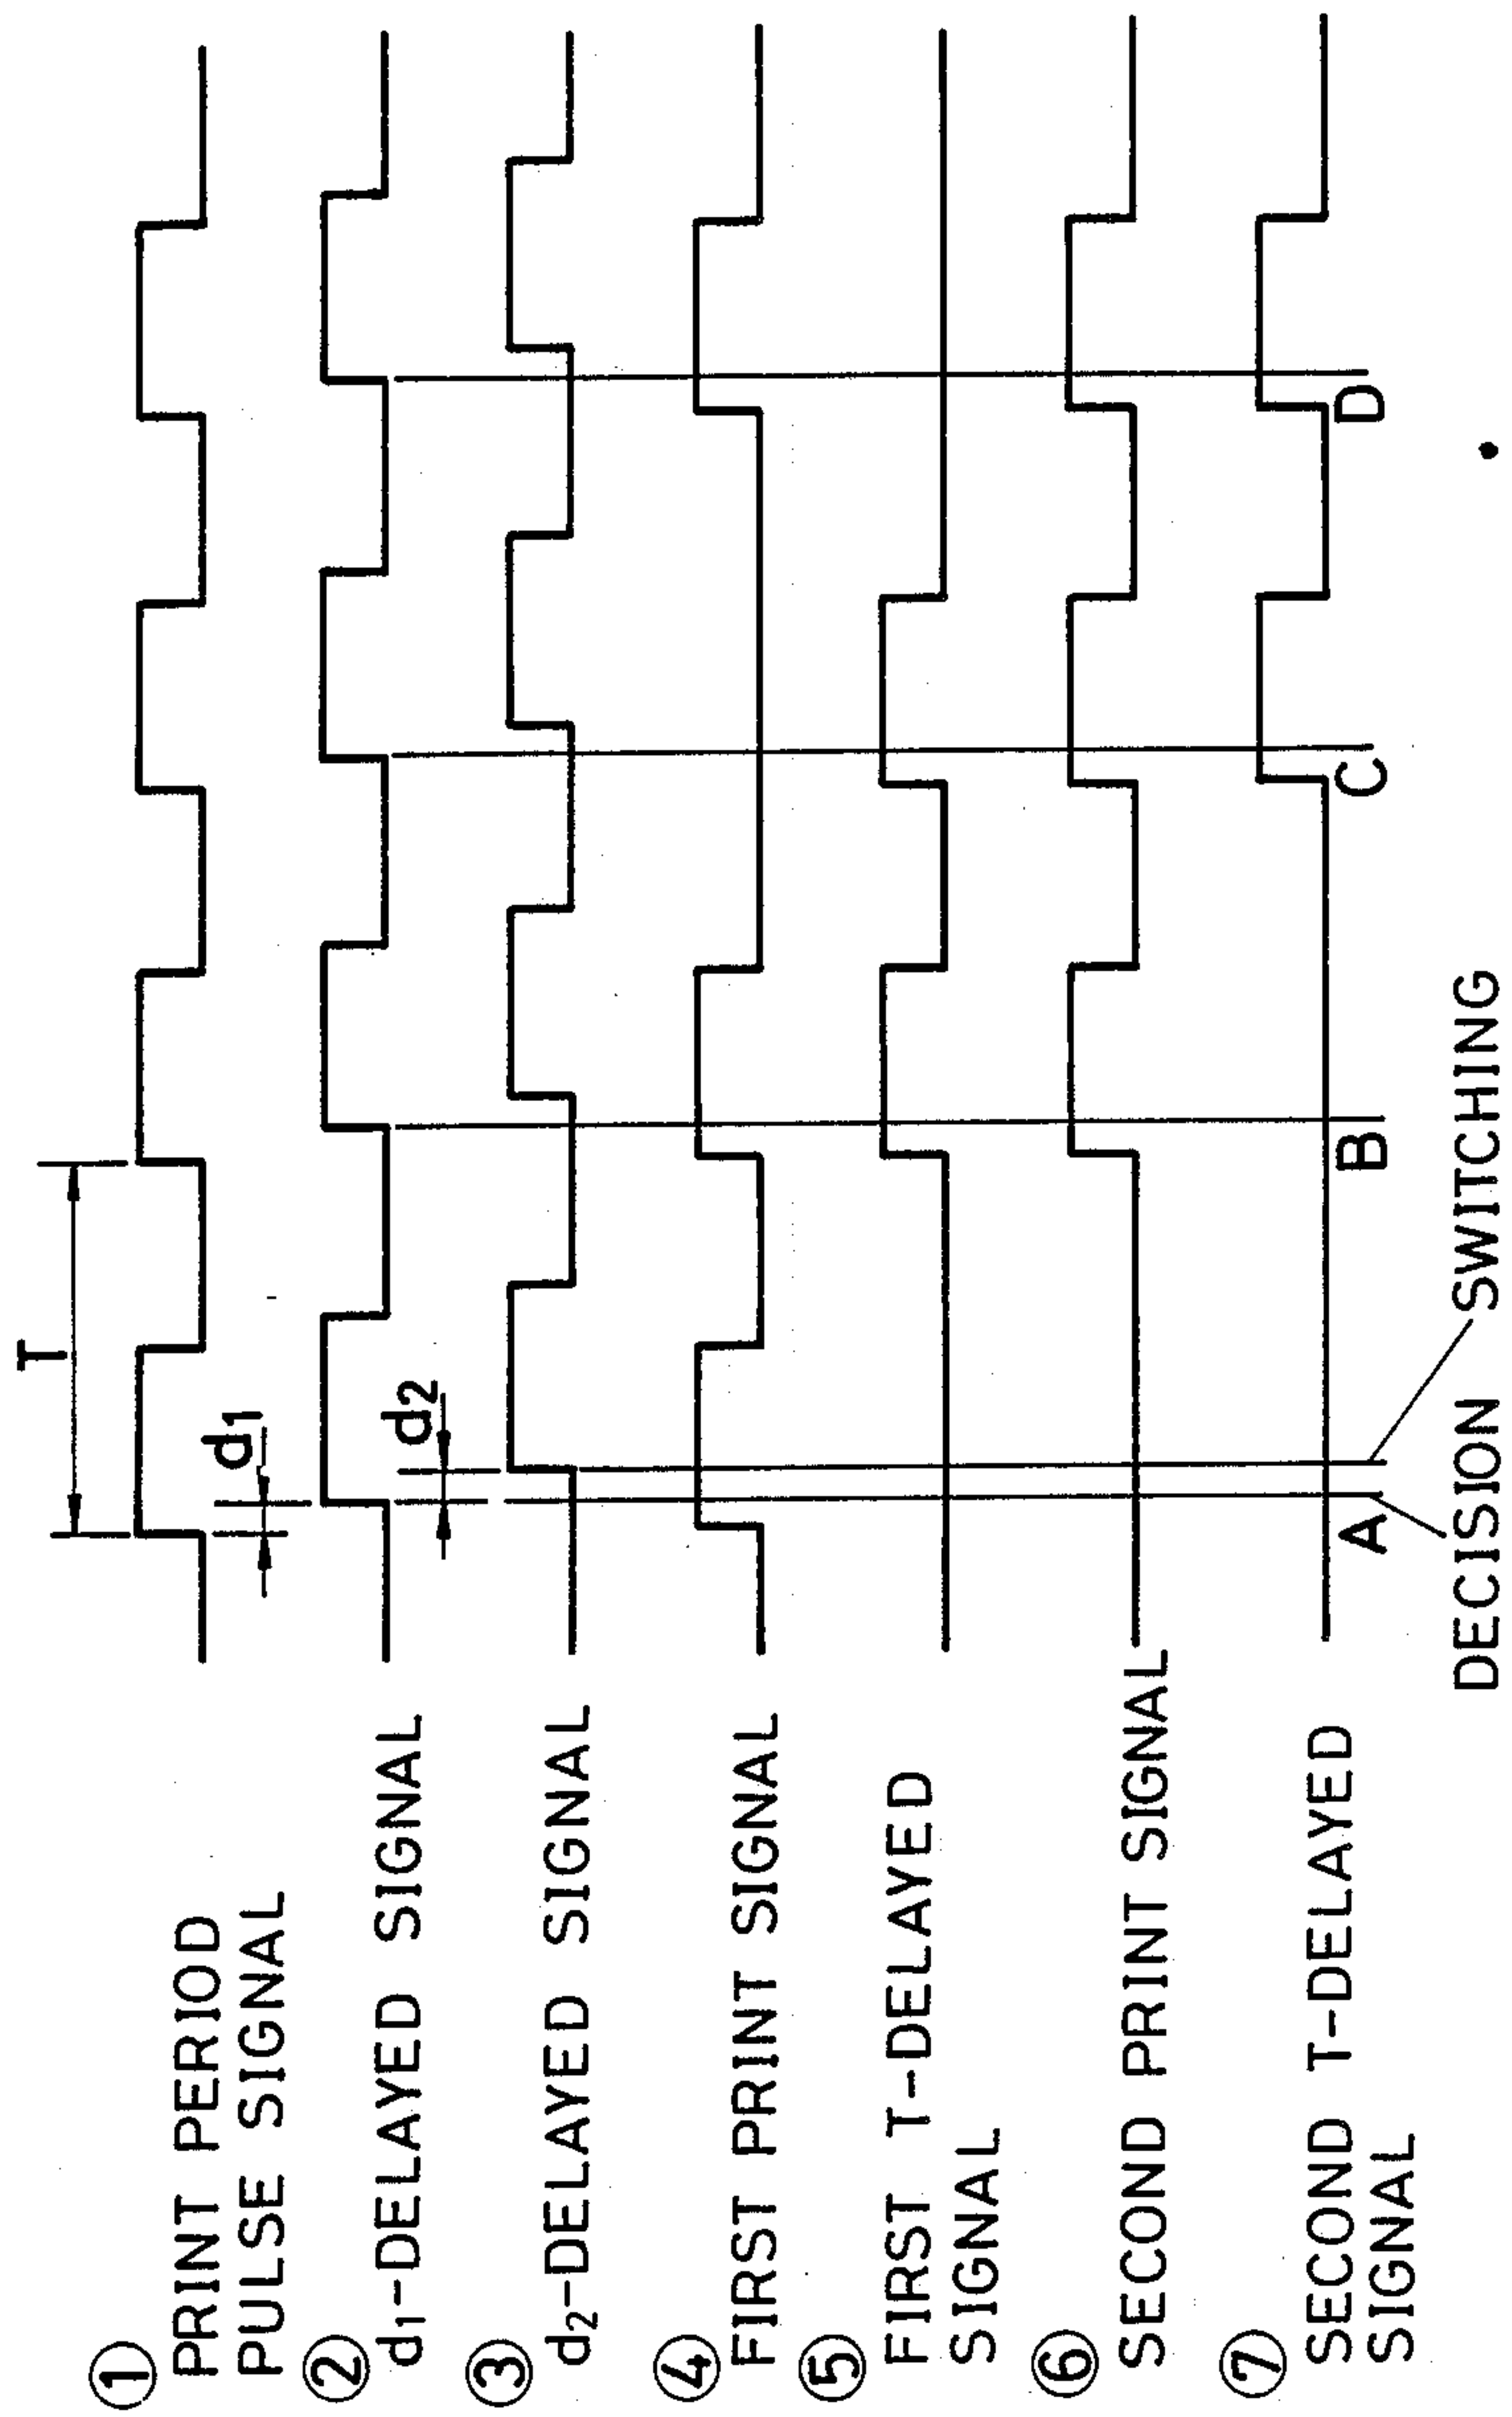 T
d1
d2
① PRINT PERIOD
PULSE SIGNAL
② d1-DELAYED SIGNAL
③ d2-DELAYED SIGNAL
④ FIRST PRINT SIGNAL
⑤ FIRST T-DELAYED
SIGNAL
⑥ SECOND PRINT SIGNAL
⑦ SECOND T-DELAYED
SIGNAL
A
B
C
D
DECISION
SWITCHING